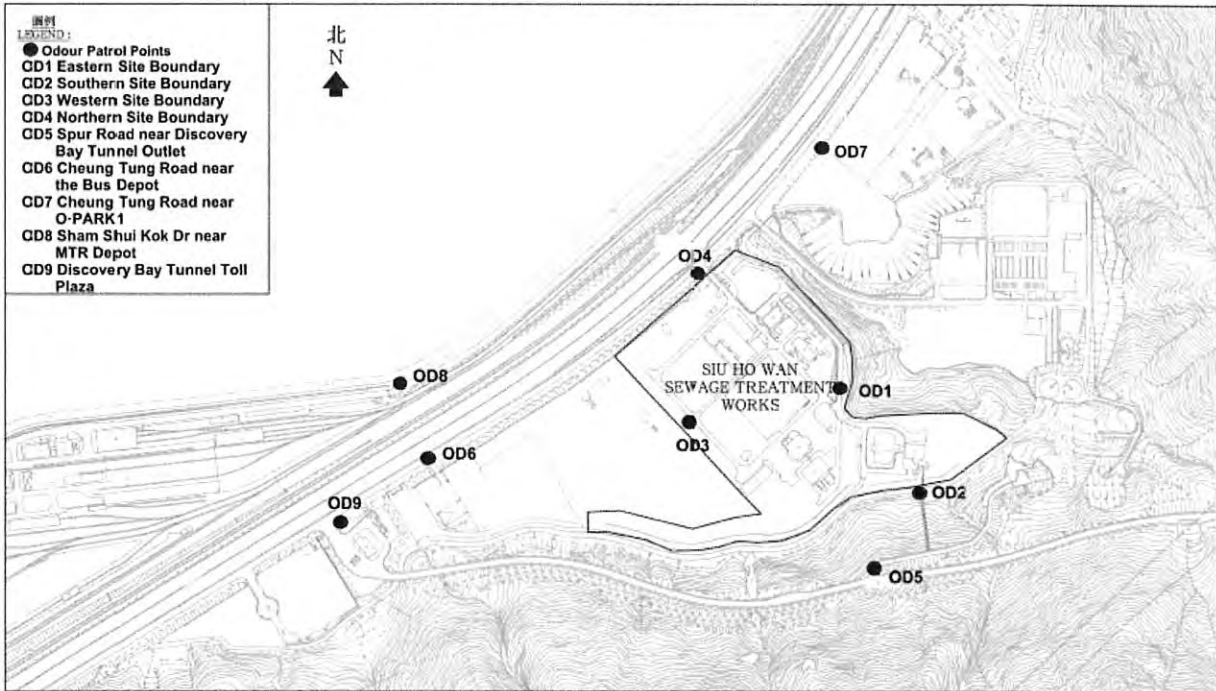 圖例
LEGEND :
Odour Patrol Points
OD1 Eastern Site Boundary
OD2 Southern Site Boundary
OD3 Western Site Boundary
OD4 Northern Site Boundary
OD5 Spur Road near Discovery
Bay Tunnel Outlet
OD6 Cheung Tung Road near
the Bus Depot
OD7 Cheung Tung Road near
O·PARK1
OD8 Sham Shui Kok Dr near
MTR Depot
OD9 Discovery Bay Tunnel Toll
Plaza
北
N
OD7
OD4
OD8
SIU HO WAN
SEWAGE TREATMENT
WORKS
OD1
OD3
OD6
OD2
OD9
OD5